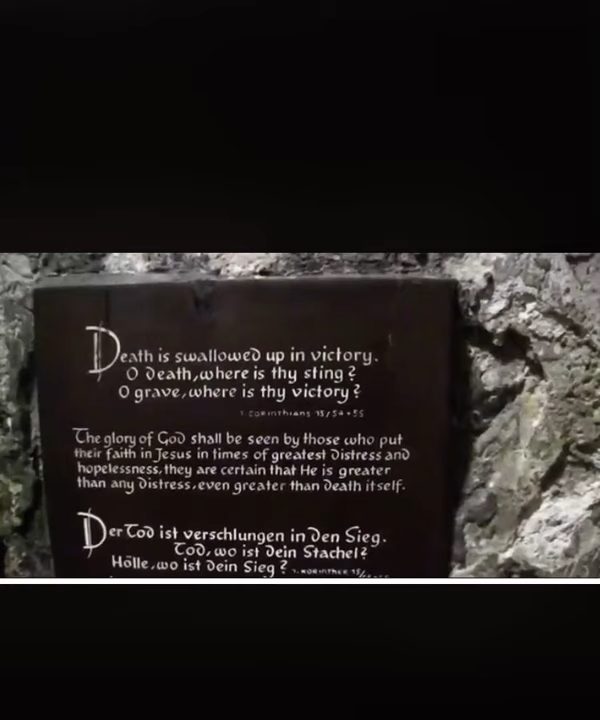 Death is swallowed up in victory.
O Death, where is thy sting?
O grave, where is thy victory?
1. Corinthians 15/54+55
The glory of God shall be seen by those who put
their faith in Jesus in times of greatest Distress and
hopelessness, they are certain that He is greater
than any Distress, even greater than Death itself.
Der Tod ist verschlungen in Den Sieg.
Tod, wo ist Dein Stachel?
Hölle, wo ist dein Sieg? 1. KORINTHER 15/